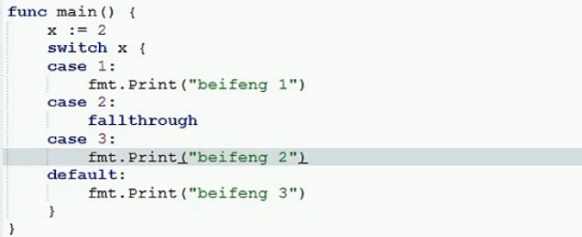 func main() {
    x := 2
    switch x {
    case 1:
        fmt.Print("beifeng 1")
    case 2:
        fallthrough
    case 3:
        fmt.Print("beifeng 2")
    default:
        fmt.Print("beifeng 3")
    }
}